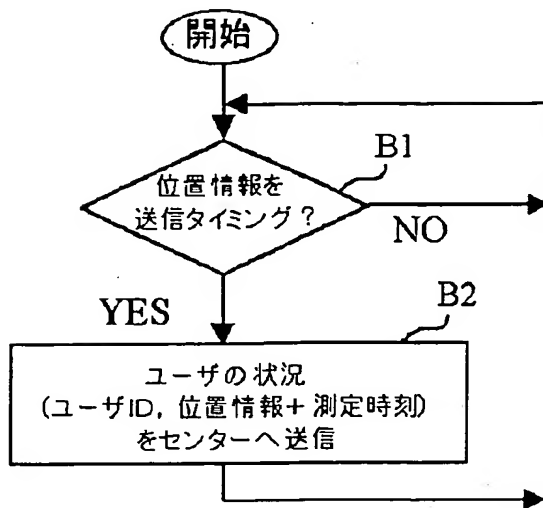 開始
B1
位置情報を
送信タイミング?
NO
YES
B2
ユーザの状況
(ユーザID, 位置情報+測定時刻)
をセンターへ送信